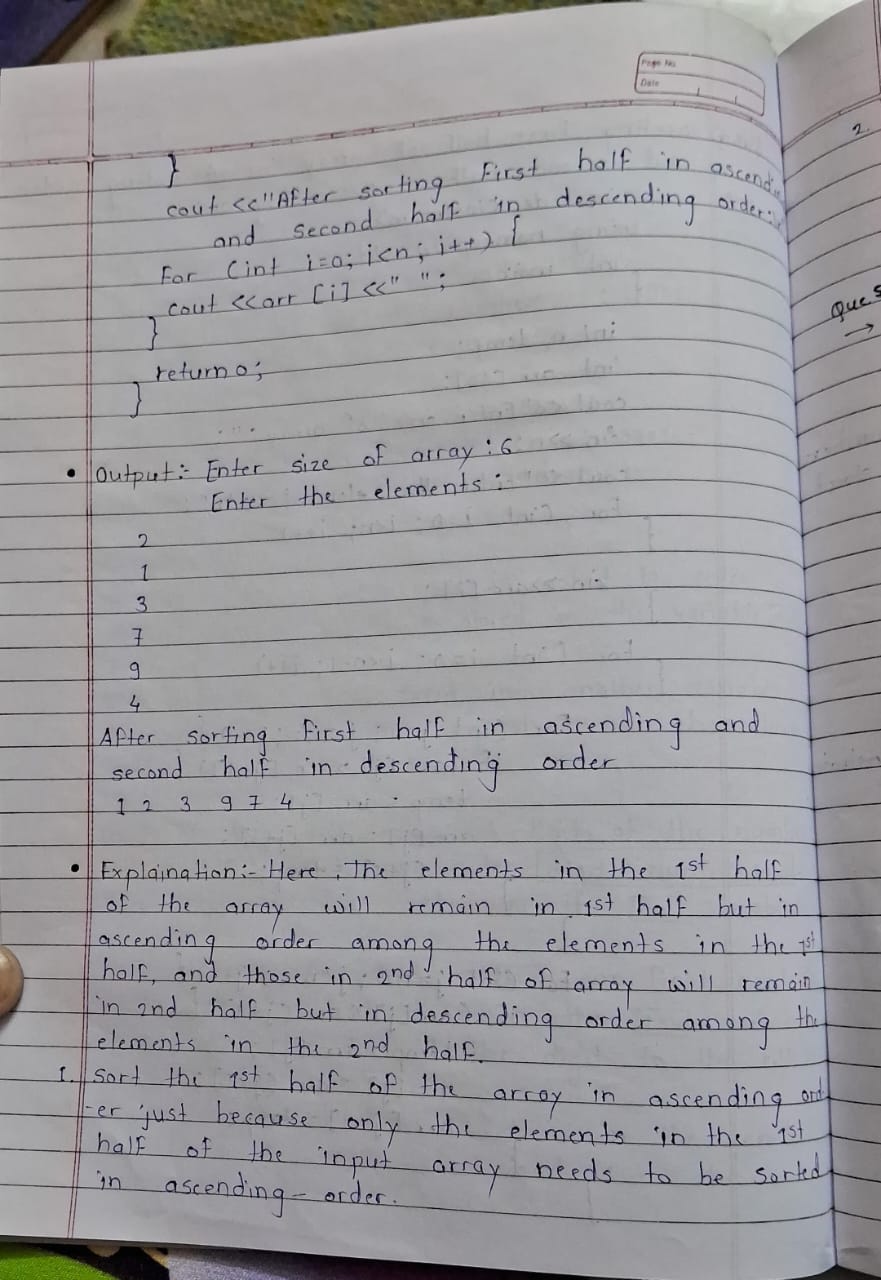 Page No
Date
}
cout <<"After sorting First half in ascend
and second half in descending order:
For (int i=0; i<n; i++) {
cout <<arr [i] <<" ";
}
return 0;
}
• Output:- Enter size of array : 6
Enter the elements :
2
1
3
7
9
4
After sorting First half in ascending and
second half in descending order
1 2 3 9 7 4
• Explaination:- Here, The elements in the 1st half
of the array will remain in 1st half but in
ascending order among the elements in the 1st
half, and those in 2nd half of array will remain
in 2nd half but in descending order among the
elements in the 2nd half.
1. Sort the 1st half of the array in ascending ord
-er just because only the elements in the 1st
half of the input array needs to be sorted
in ascending-order.
2.
Ques
→